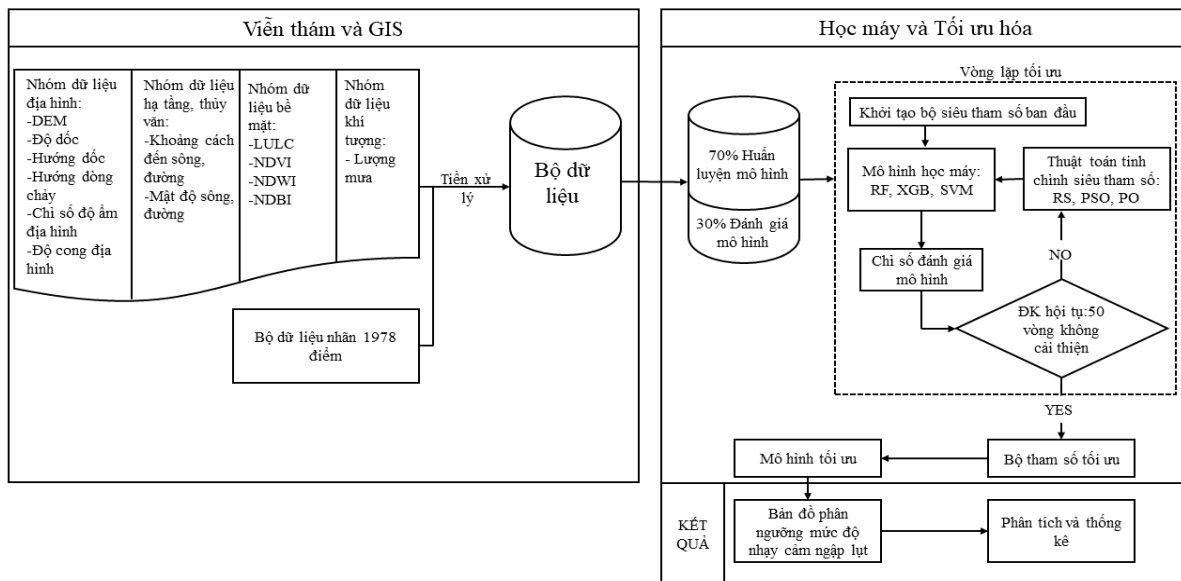 Viễn thám và GIS
Nhóm dữ liệu
địa hình:
-DEM
-Độ dốc
-Hướng dốc
-Hướng dòng
chảy
-Chỉ số độ ẩm
địa hình
-Độ cong địa
hình
Nhóm dữ liệu
hạ tầng, thủy
văn:
-Khoảng cách
đến sông,
đường
-Mật độ sông,
đường
Nhóm dữ
liệu bề
mặt:
-LULC
-NDVI
-NDWI
-NDBI
Nhóm
dữ liệu
khí
tượng:
- Lượng
mưa
Tiền xử
lý
Bộ dữ liệu nhãn 1978
điểm
Bộ dữ
liệu
Học máy và Tối ưu hóa
70% Huấn
luyện mô hình
30% Đánh giá
mô hình
Vòng lặp tối ưu
Khởi tạo bộ siêu tham số ban đầu
Mô hình học máy:
RF, XGB, SVM
Thuật toán tinh
chỉnh siêu tham số:
RS, PSO, PO
Chỉ số đánh giá
mô hình
NO
ĐK hội tụ:50
vòng không
cải thiện
YES
Bộ tham số tối ưu
Mô hình tối ưu
KẾT
QUẢ
Bản đồ phân
ngưỡng mức độ
nhạy cảm ngập lụt
Phân tích và thống
kê